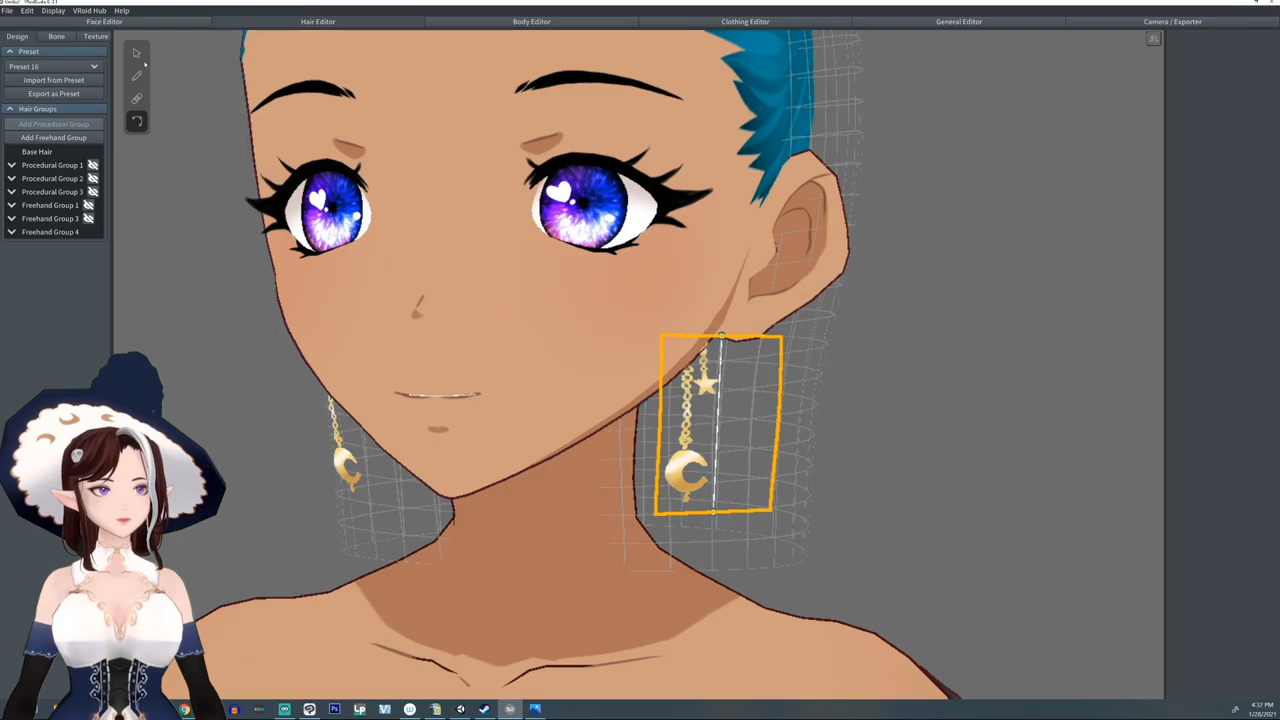 File Edit Display VRoid Hub Help
Face Editor Hair Editor Body Editor Clothing Editor General Editor Camera / Exporter
Design Bone Texture
Preset
Preset 16
Import from Preset
Export as Preset
Hair Groups
Add Procedural Group
Add Freehand Group
Base Hair
Procedural Group 1
Procedural Group 2
Procedural Group 3
Freehand Group 1
Freehand Group 3
Freehand Group 4
Ps
4:32 PM
1/28/2021